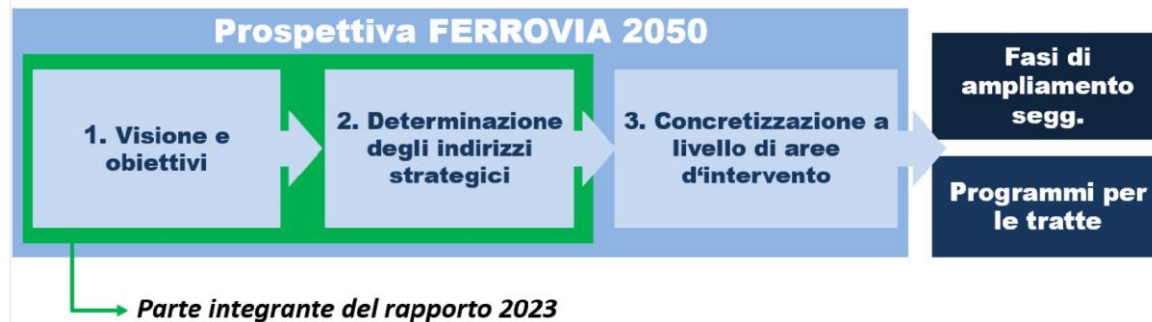 Prospettiva FERROVIA 2050
1. Visione e
obiettivi
2. Determinazione
degli indirizzi
strategici
3. Concretizzazione a
livello di aree
d‘intervento
Fasi di
ampliamento
segg.
Programmi per
le tratte
Parte integrante del rapporto 2023